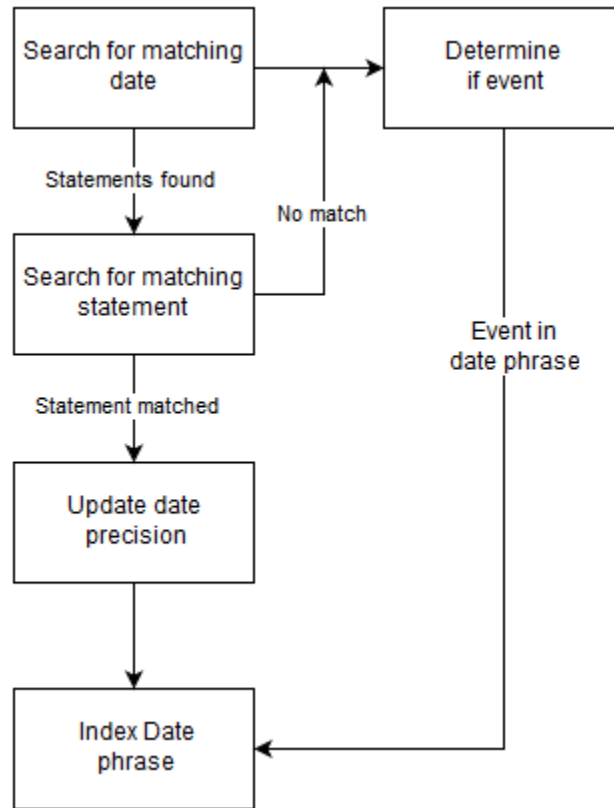 Search for matching
date
Determine
if event
Statements found
No match
Search for matching
statement
Event in
date phrase
Statement matched
Update date
precision
Index Date
phrase